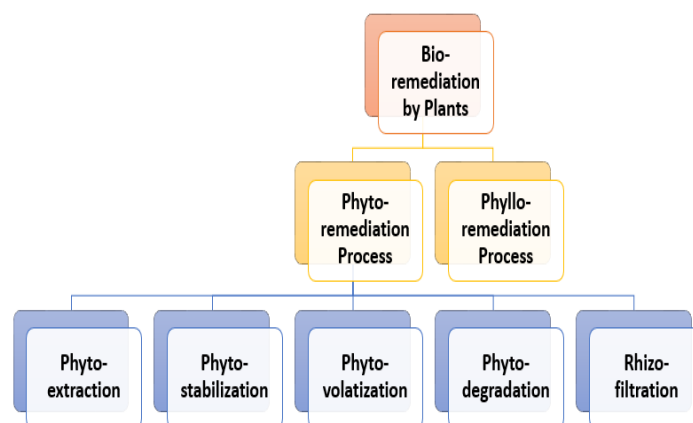 Bio-
remediation
by Plants
Phyto-
remediation
Process
Phyllo-
remediation
Process
Phyto-
extraction
Phyto-
stabilization
Phyto-
volatization
Phyto-
degradation
Rhizo-
filtration